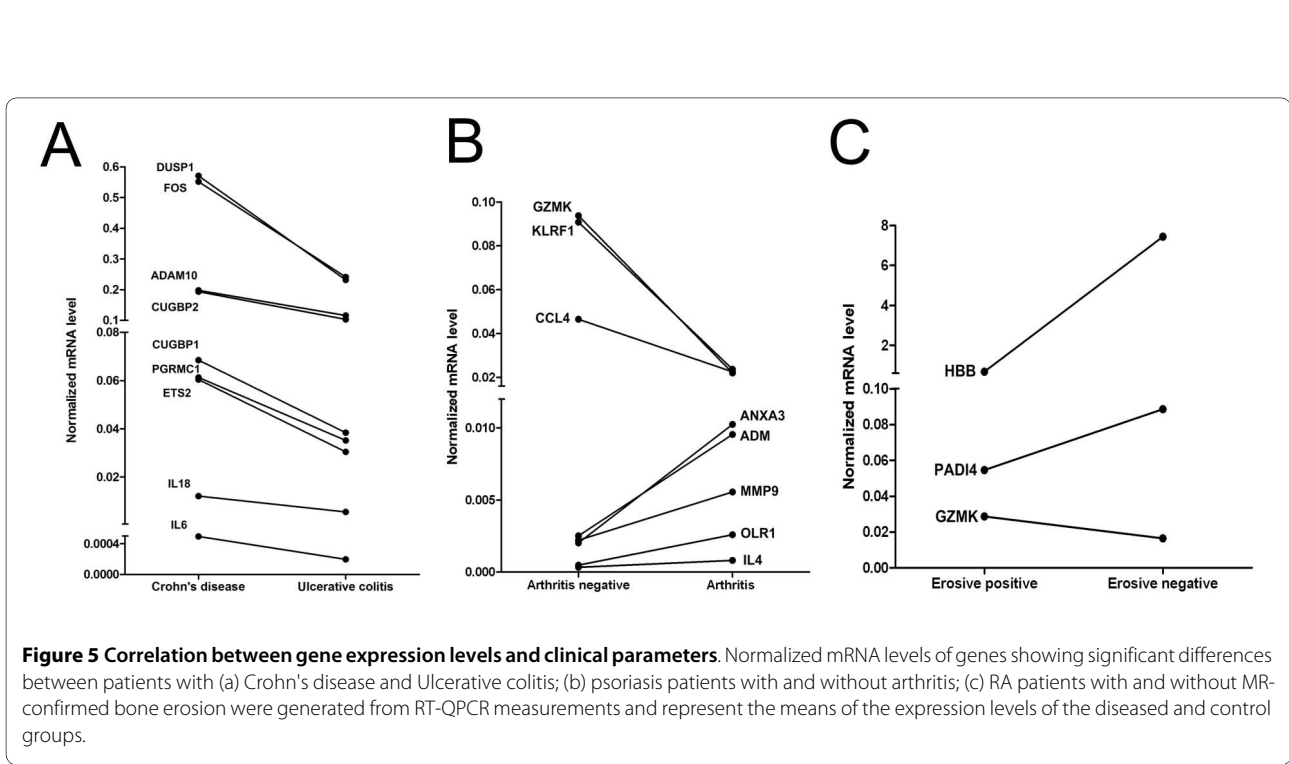 A
B
C
Normalized mRNA level
0.6
0.5
0.4
0.3
0.2
0.1
0.08
0.06
0.04
0.02
0.0004
0.0000
DUSP1
FOS
ADAM10
CUGBP2
CUGBP1
PGRMC1
ETS2
IL18
IL6
Crohn's disease
Ulcerative colitis
Normalized mRNA level
0.10
0.08
0.06
0.04
0.02
0.010
0.005
0.000
GZMK
KLRF1
CCL4
ANXA3
ADM
MMP9
OLR1
IL4
Arthritis negative
Arthritis
Normalized mRNA level
8
6
4
2
0.10
0.08
0.06
0.04
0.02
0.00
HBB
PADI4
GZMK
Erosive positive
Erosive negative
Figure 5 Correlation between gene expression levels and clinical parameters. Normalized mRNA levels of genes showing significant differences
between patients with (a) Crohn's disease and Ulcerative colitis; (b) psoriasis patients with and without arthritis; (c) RA patients with and without MR-
confirmed bone erosion were generated from RT-QPCR measurements and represent the means of the expression levels of the diseased and control
groups.